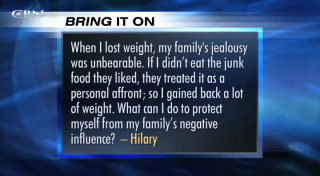 CBN
BRING IT ON
When I lost weight, my family's jealousy
was unbearable. If I didn't eat the junk
food they liked, they treated it as a
personal affront; so I gained back a lot
of weight. What can I do to protect
myself from my family's negative
influence? – Hilary